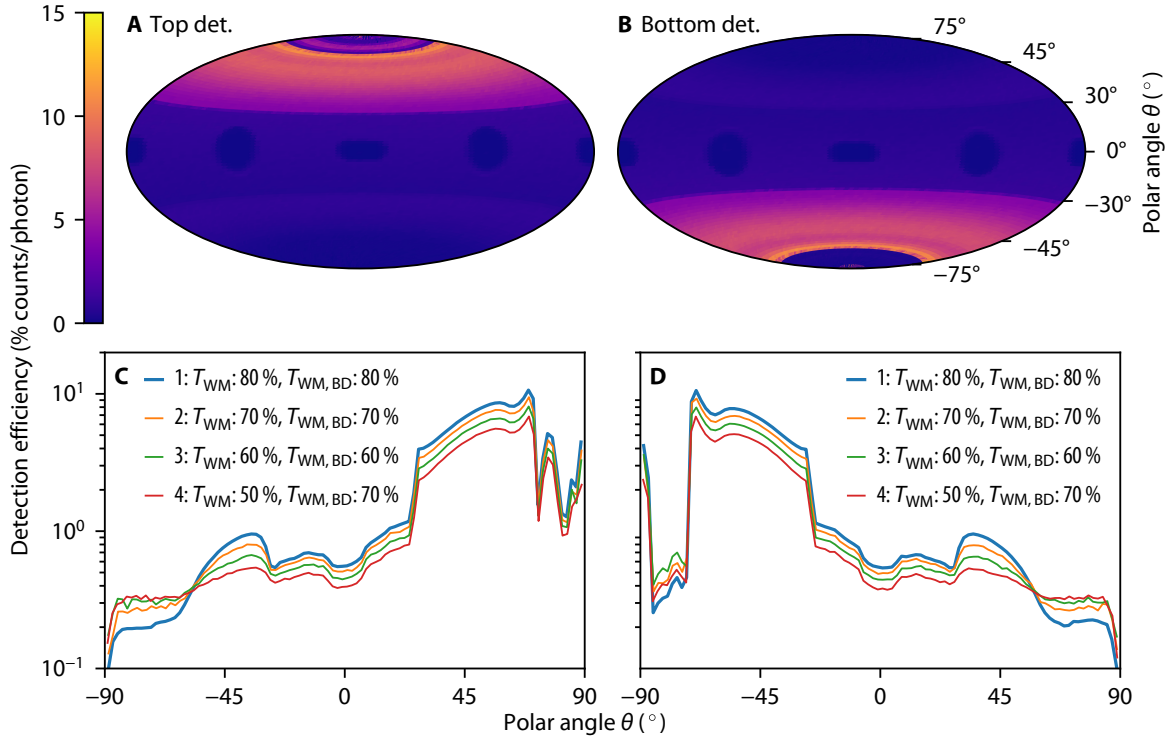 15
10
5
0
Detection efficiency (% counts/photon)
A Top det.
B Bottom det.
75°
45°
30°
0°
−30°
−45°
−75°
Polar angle θ (°)
C
1: T_WM: 80 %, T_WM, BD: 80 %
2: T_WM: 70 %, T_WM, BD: 70 %
3: T_WM: 60 %, T_WM, BD: 60 %
4: T_WM: 50 %, T_WM, BD: 70 %
10¹
10⁰
10⁻¹
−90
−45
0
45
90
D
1: T_WM: 80 %, T_WM, BD: 80 %
2: T_WM: 70 %, T_WM, BD: 70 %
3: T_WM: 60 %, T_WM, BD: 60 %
4: T_WM: 50 %, T_WM, BD: 70 %
−90
−45
0
45
90
Polar angle θ (°)